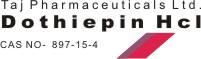 Taj Pharmaceuticals Ltd.
Dothiepin Hcl
CAS NO- 897-15-4